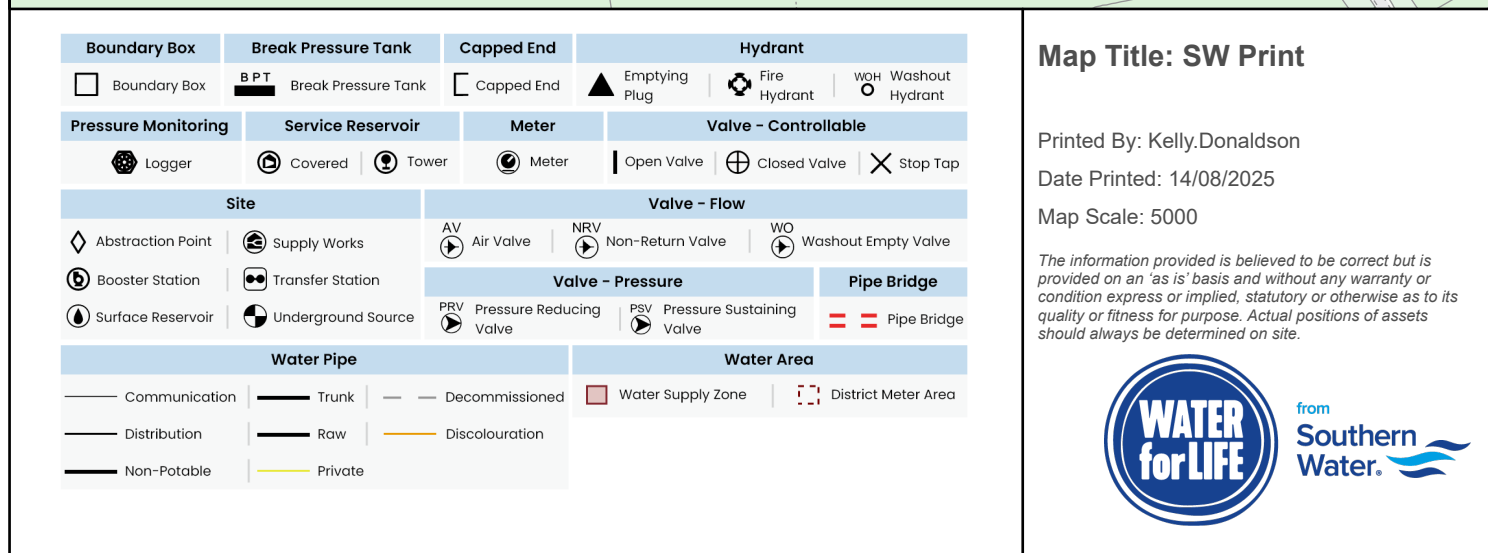 Boundary Box
Break Pressure Tank
Capped End
Hydrant
Boundary Box
BPT
Break Pressure Tank
Capped End
Emptying
Plug
Fire
Hydrant
WOH
Washout
Hydrant
Pressure Monitoring
Service Reservoir
Meter
Valve - Controllable
Logger
Covered
Tower
Meter
Open Valve
Closed Valve
Stop Tap
Site
Valve - Flow
Abstraction Point
Supply Works
AV
Air Valve
NRV
Non-Return Valve
WO
Washout Empty Valve
Booster Station
Transfer Station
Valve - Pressure
Pipe Bridge
Surface Reservoir
Underground Source
PRV
Pressure Reducing
Valve
PSV
Pressure Sustaining
Valve
Pipe Bridge
Water Pipe
Water Area
Communication
Trunk
Decommissioned
Water Supply Zone
District Meter Area
Distribution
Raw
Discolouration
Non-Potable
Private
Map Title: SW Print
Printed By: Kelly.Donaldson
Date Printed: 14/08/2025
Map Scale: 5000
The information provided is believed to be correct but is
provided on an 'as is' basis and without any warranty or
condition express or implied, statutory or otherwise as to its
quality or fitness for purpose. Actual positions of assets
should always be determined on site.
WATER
for LIFE
from
Southern
Water.